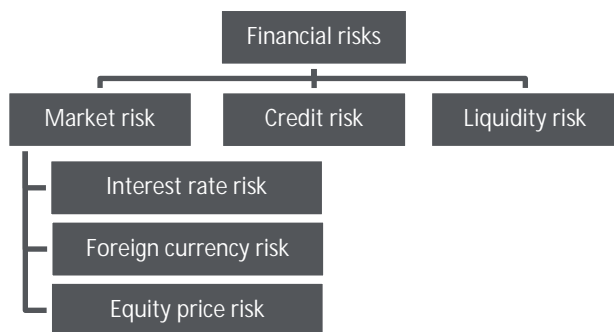 Financial risks
Market risk
Credit risk
Liquidity risk
Interest rate risk
Foreign currency risk
Equity price risk